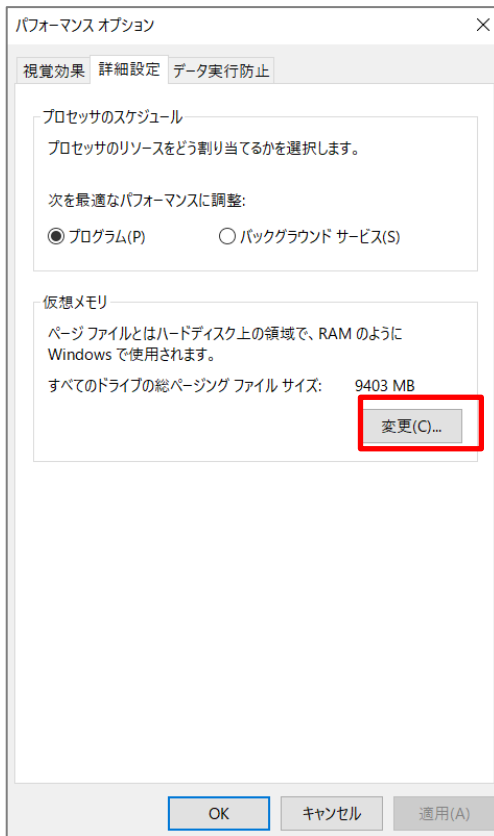 パフォーマンス オプション
視覚効果 詳細設定 データ実行防止
プロセッサのスケジュール
プロセッサのリソースをどう割り当てるかを選択します。
次を最適なパフォーマンスに調整:
プログラム(P) バックグラウンド サービス(S)
仮想メモリ
ページ ファイルとはハードディスク上の領域で、RAM のように
Windows で使用されます。
すべてのドライブの総ページング ファイル サイズ: 9403 MB
変更(C)...
OK キャンセル 適用(A)